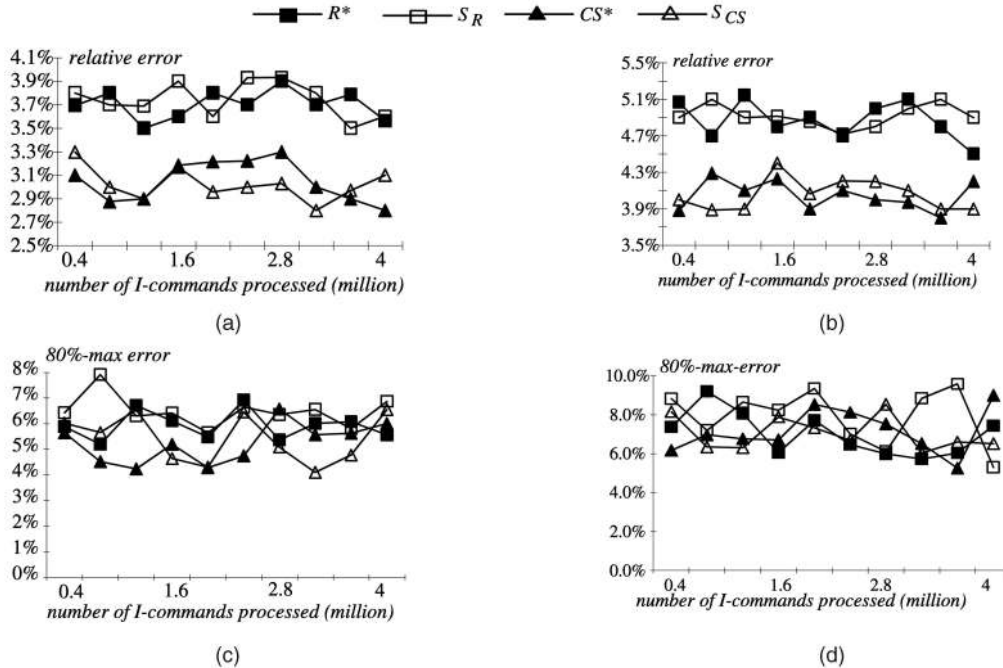 R* S R CS* S CS
relative error
4.1%
3.9%
3.7%
3.5%
3.3%
3.1%
2.9%
2.7%
2.5%
0.4 1.6 2.8 4
number of I-commands processed (million)
(a)
relative error
5.5%
5.1%
4.7%
4.3%
3.9%
3.5%
0.4 1.6 2.8 4
number of I-commands processed (million)
(b)
80%-max error
8%
7%
6%
5%
4%
3%
2%
1%
0%
0.4 1.6 2.8 4
number of I-commands processed (million)
(c)
80%-max-error
10.0%
8.0%
6.0%
4.0%
2.0%
0.0%
0.4 1.6 2.8 4
number of I-commands processed (million)
(d)